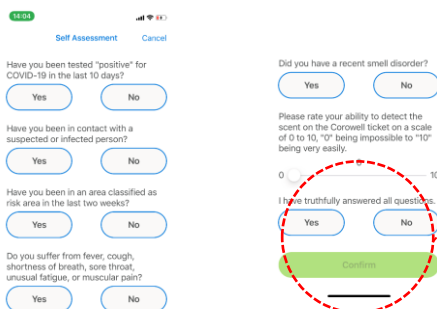 14:04
Self Assessment Cancel
Have you been tested "positive" for
COVID-19 in the last 10 days?
Yes No
Have you been in contact with a
suspected or infected person?
Yes No
Have you been in an area classified as
risk area in the last two weeks?
Yes No
Do you suffer from fever, cough,
shortness of breath, sore throat,
unusual fatigue, or muscular pain?
Yes No
Did you have a recent smell disorder?
Yes No
Please rate your ability to detect the
scent on the Corowell ticket on a scale
of 0 to 10, "0" being impossible to "10"
being very easily.
0
0 10
I have truthfully answered all questions.
Yes No
Confirm